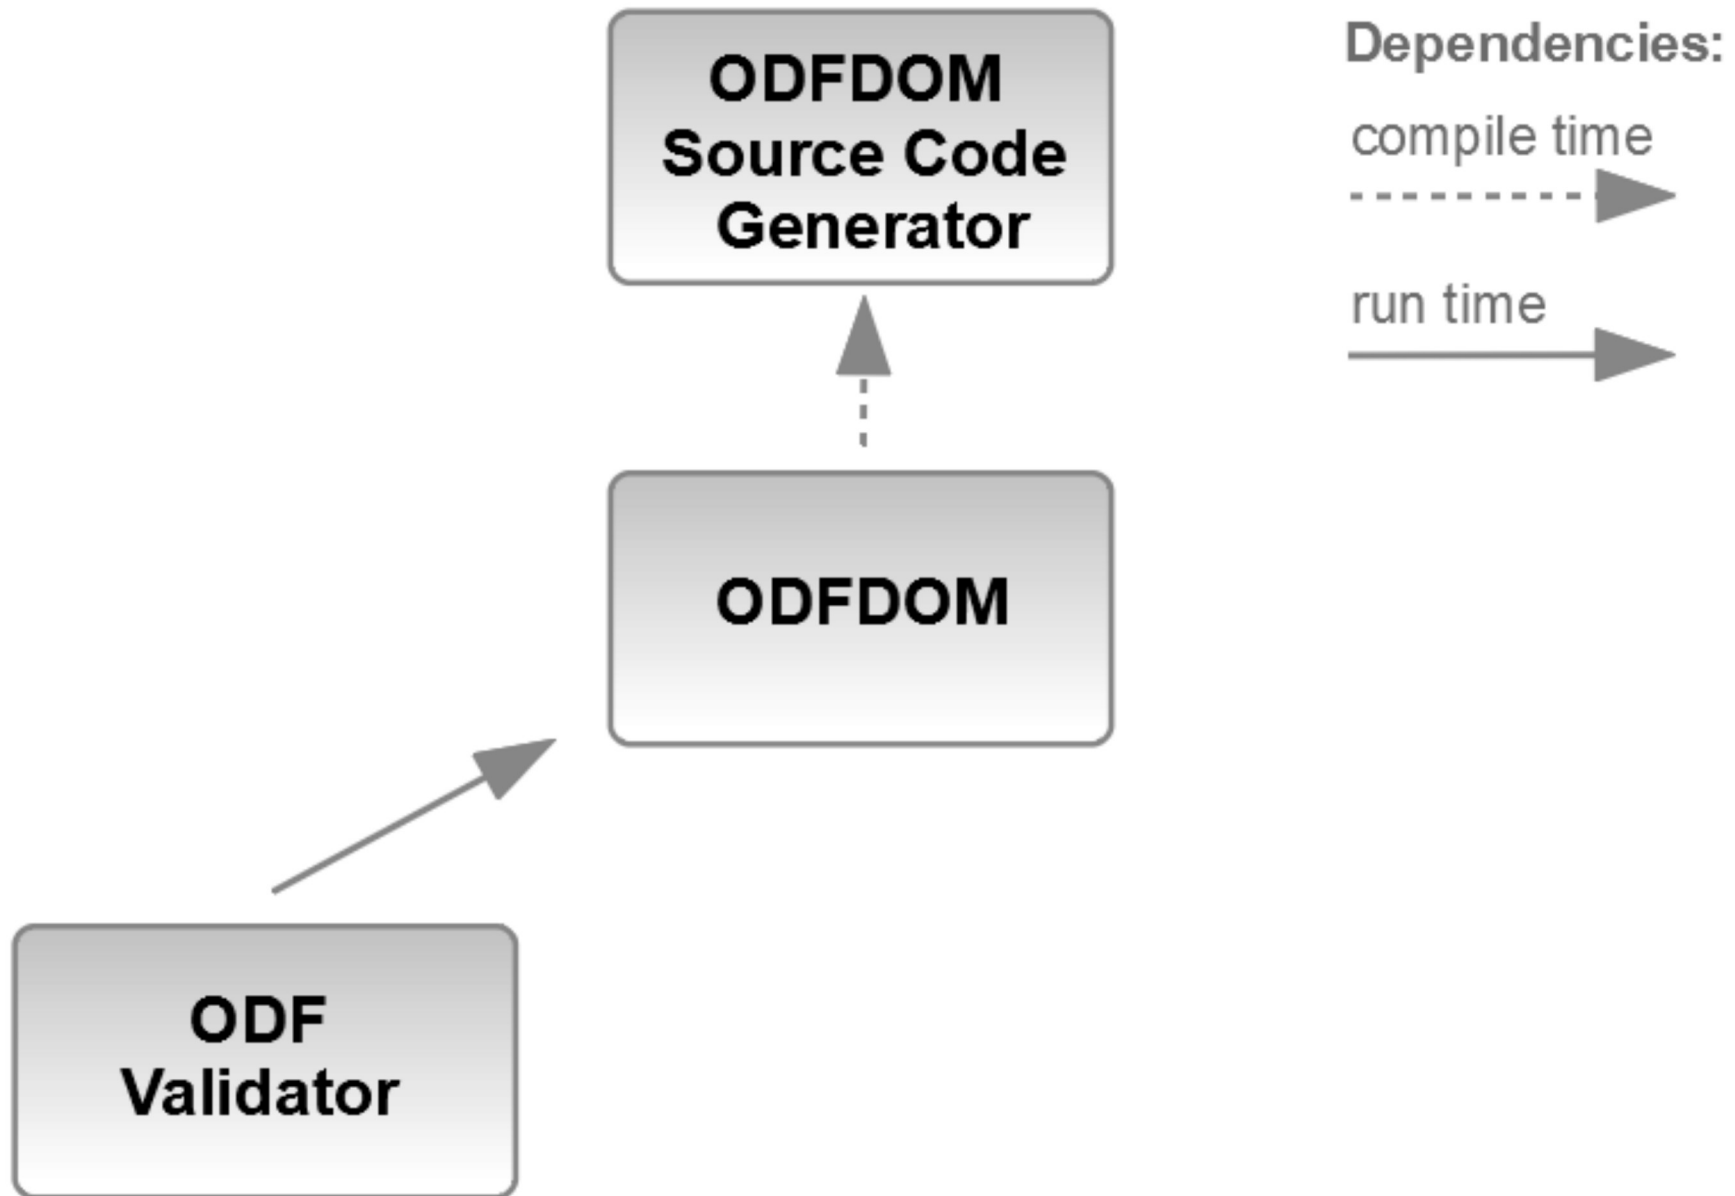 ODFDOM
Source Code
Generator
Dependencies:
compile time
run time
ODFDOM
ODF
Validator